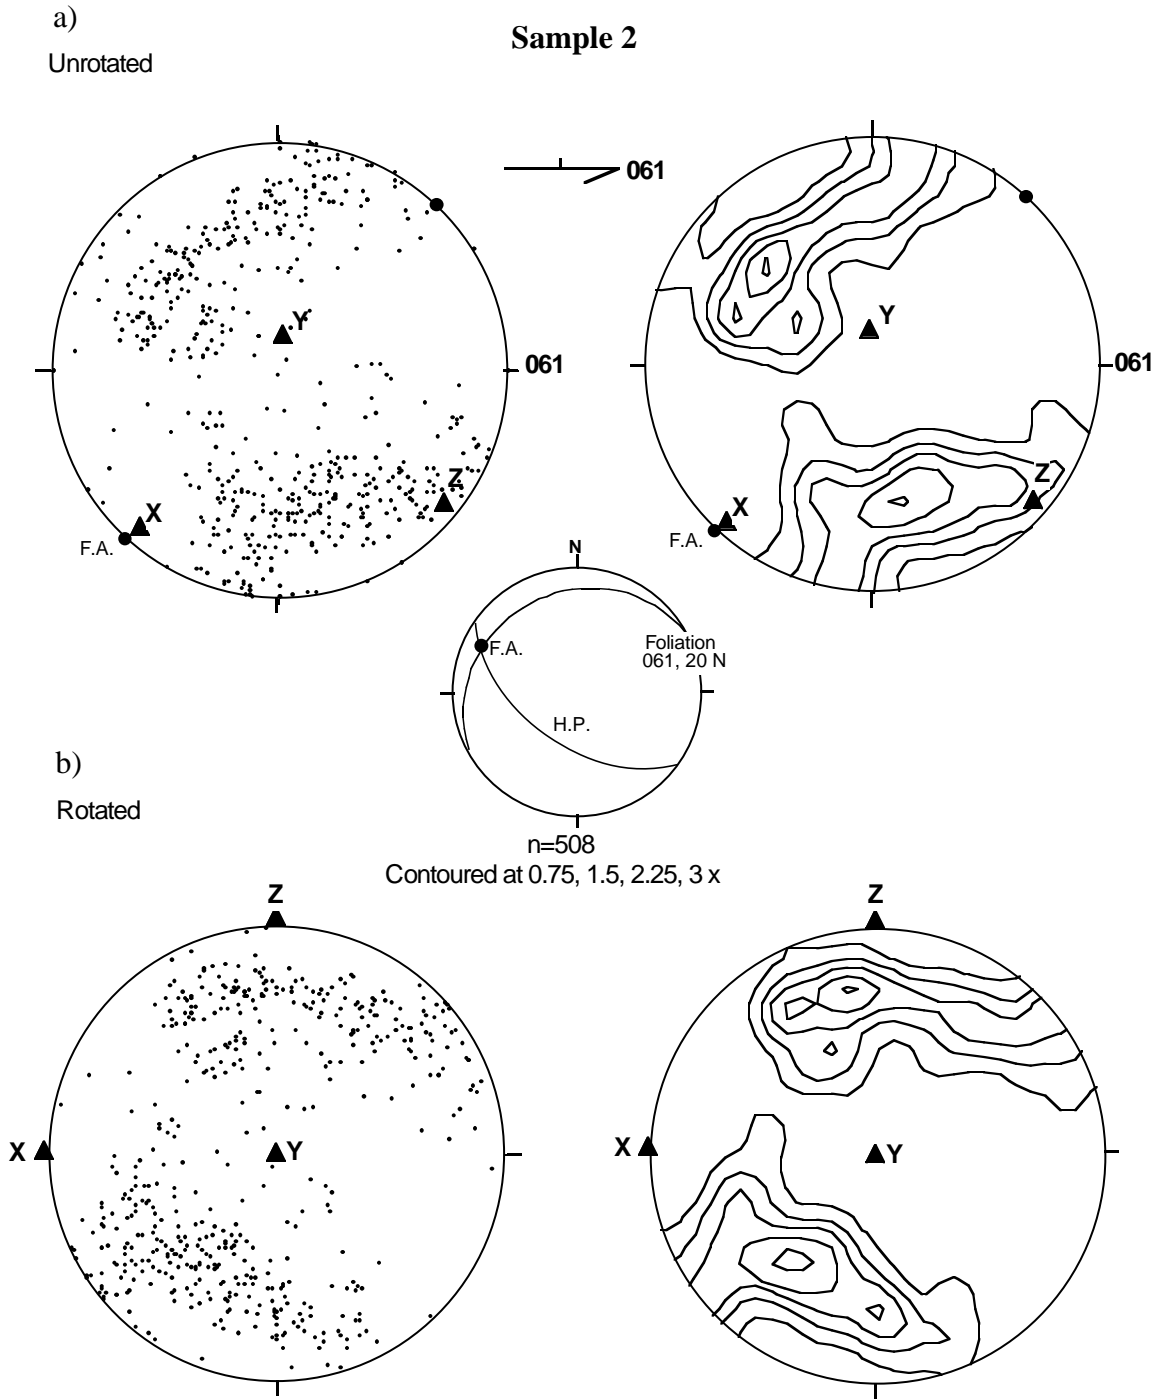 a)
Sample 2
Unrotated
061
Y
061
X
Z
F.A.
Y
061
X
Z
F.A.
N
F.A.
Foliation
061, 20 N
H.P.
b)
Rotated
n=508
Contoured at 0.75, 1.5, 2.25, 3 x
Z
X
Y
Z
X
Y